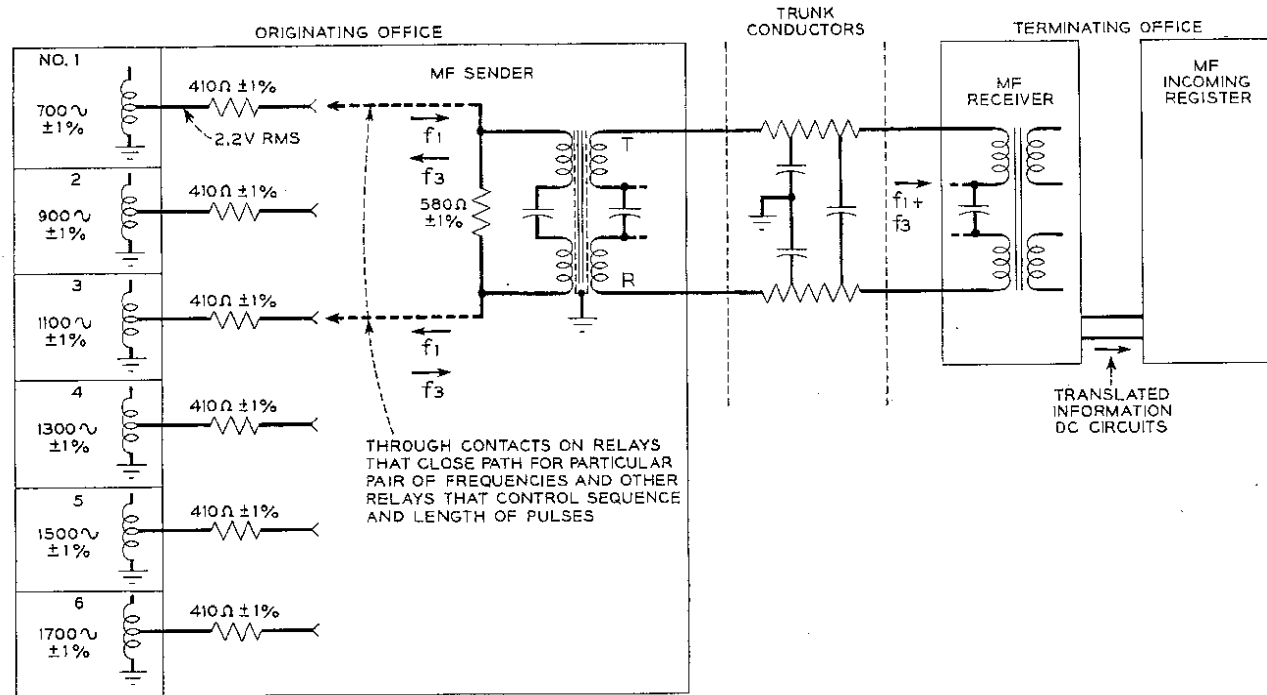 ORIGINATING OFFICE
TRUNK
CONDUCTORS
TERMINATING OFFICE
NO. 1
700~
±1%
410Ω ±1%
2.2V RMS
2
900~
±1%
410Ω ±1%
3
1100~
±1%
410Ω ±1%
4
1300~
±1%
410Ω ±1%
5
1500~
±1%
410Ω ±1%
6
1700~
±1%
410Ω ±1%
MF SENDER
f1
f3
580Ω
±1%
f1
f3
T
R
THROUGH CONTACTS ON RELAYS
THAT CLOSE PATH FOR PARTICULAR
PAIR OF FREQUENCIES AND OTHER
RELAYS THAT CONTROL SEQUENCE
AND LENGTH OF PULSES
f1+
f3
MF
RECEIVER
MF
INCOMING
REGISTER
TRANSLATED
INFORMATION
DC CIRCUITS